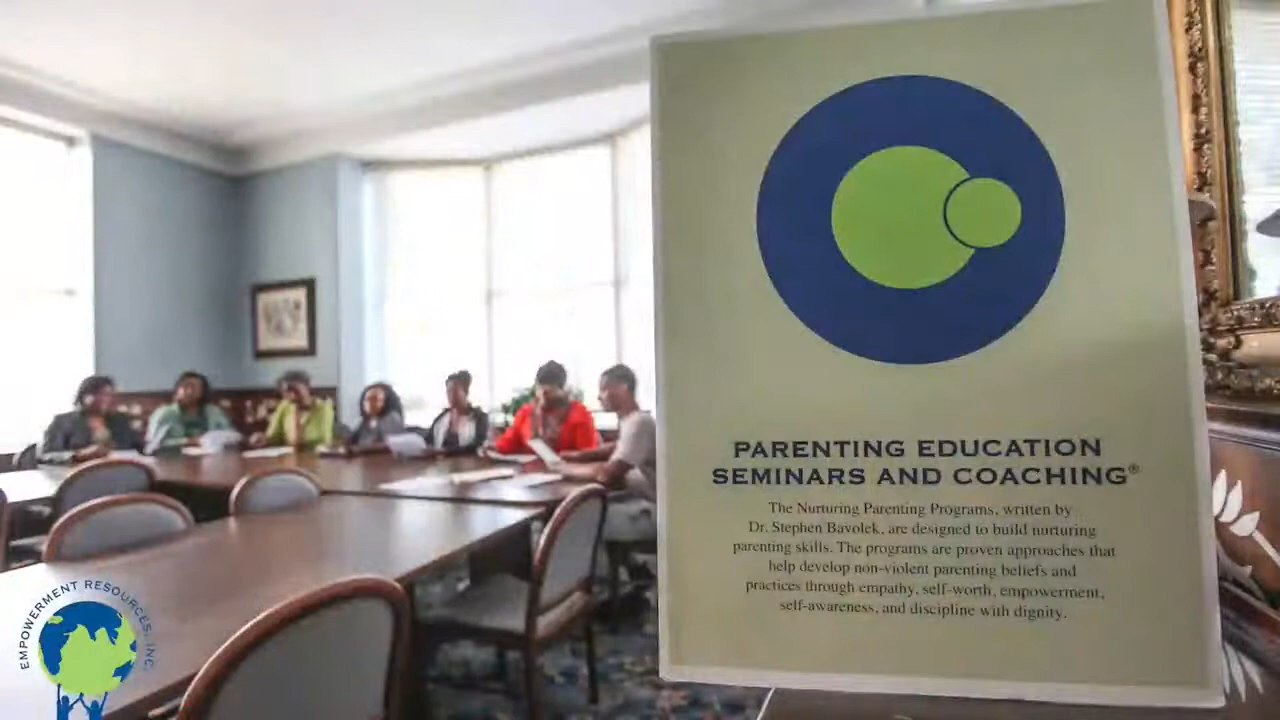 PARENTING EDUCATION
SEMINARS AND COACHING®
The Nurturing Parenting Programs, written by
Dr. Stephen Bavolek, are designed to build nurturing
parenting skills. The programs are proven approaches that
help develop non-violent parenting beliefs and
practices through empathy, self-worth, empowerment,
self-awareness, and discipline with dignity.
EMPOWERMENT RESOURCES, INC.